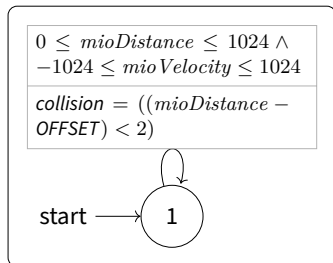 0 ≤ mioDistance ≤ 1024 ∧
−1024 ≤ mioVelocity ≤ 1024
collision = ((mioDistance −
OFFSET) < 2)
start
1